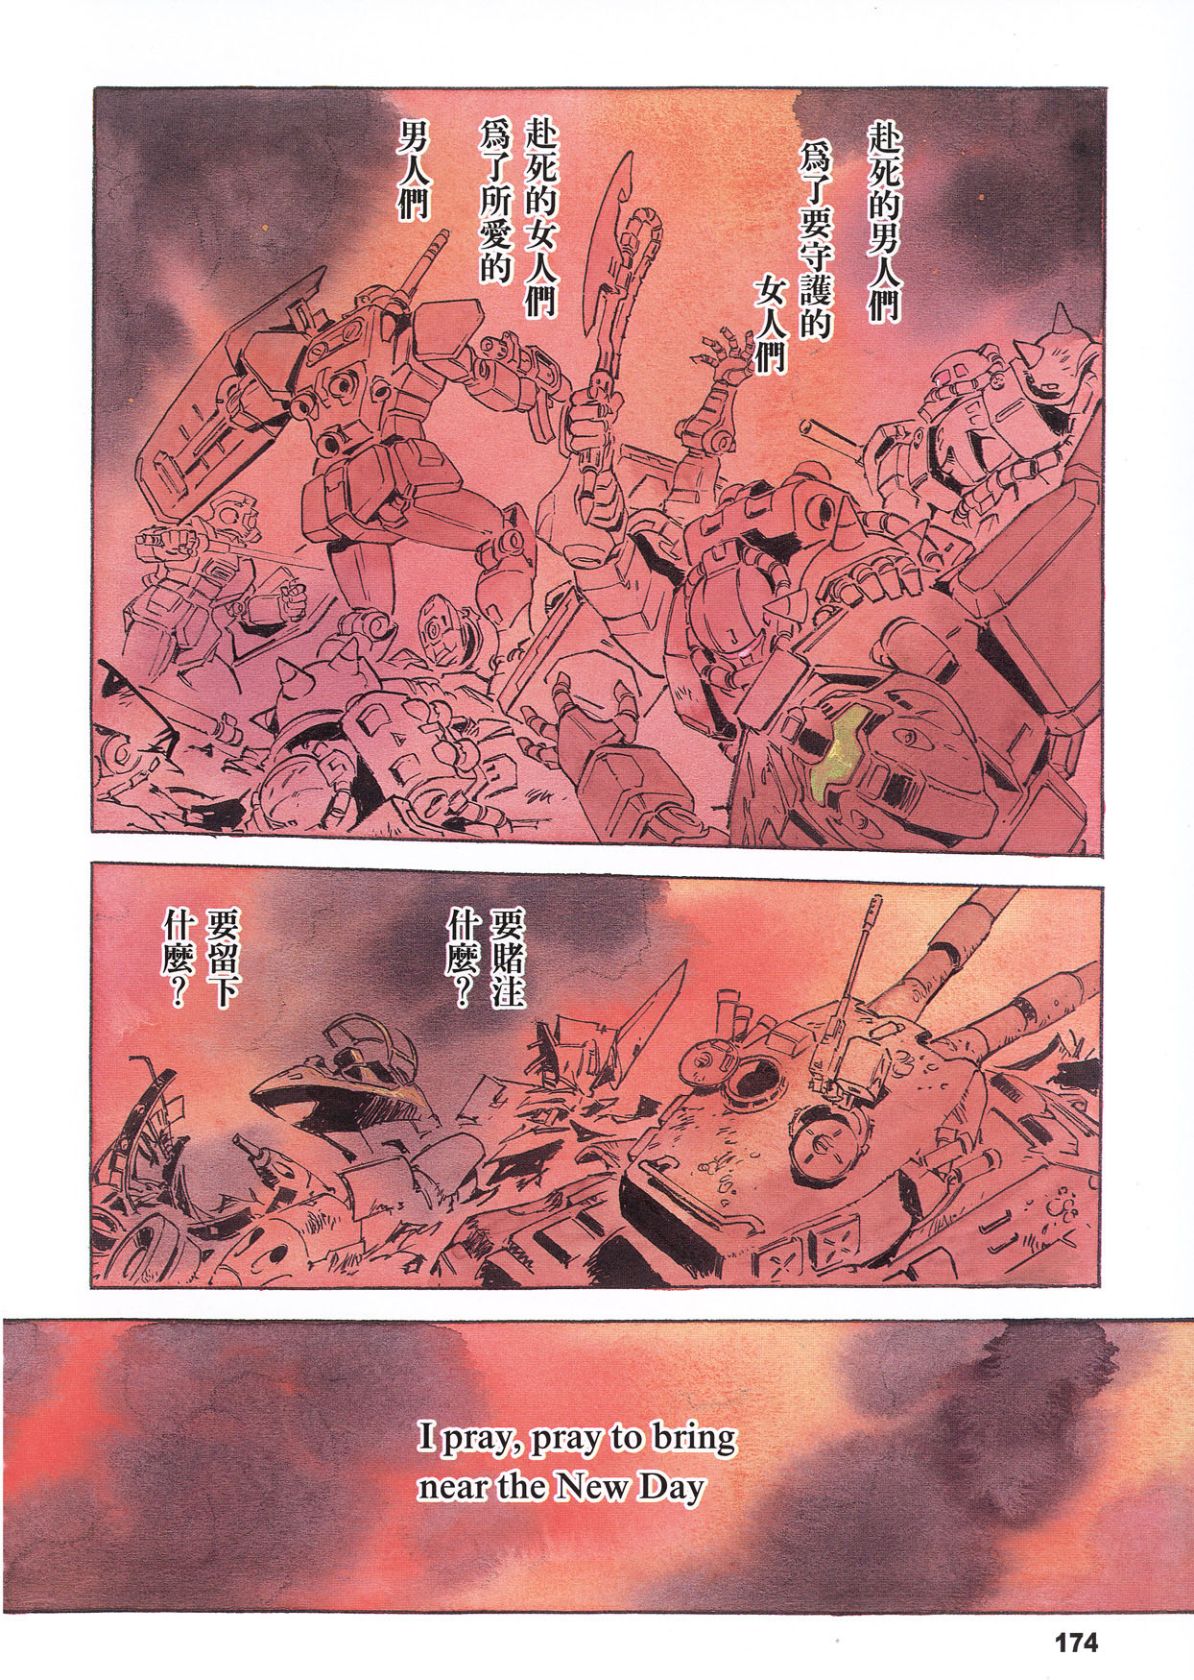 赴死的男人們
爲了要守護的
女人們
赴死的女人們
爲了所愛的
男人們
要賭注
什麼？
要留下
什麼？
I pray, pray to bring
near the New Day
174